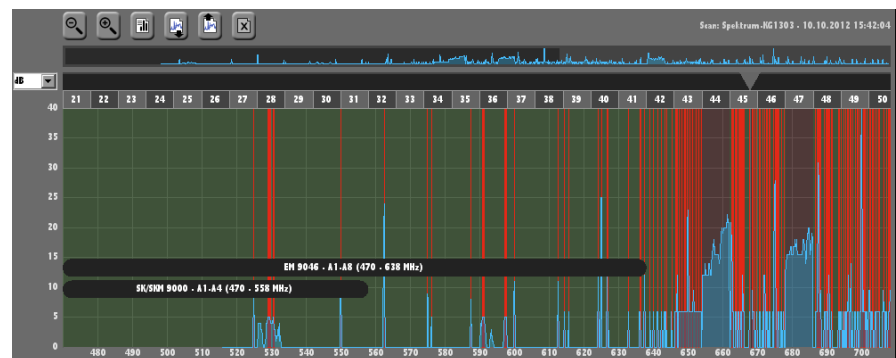 Scan: Spektrum-KG1303 - 10.10.2012 15:42:04
dB
21 22 23 24 25 26 27 28 29 30 31 32 33 34 35 36 37 38 39 40 41 42 43 44 45 46 47 48 49 50
40
35
30
25
20
15
EM 9046 - A1-A8 (470 - 638 MHz)
10
SK/SKM 9000 - A1-A4 (470 - 558 MHz)
5
0
480 490 500 510 520 530 540 550 560 570 580 590 600 610 620 630 640 650 660 670 680 690 700